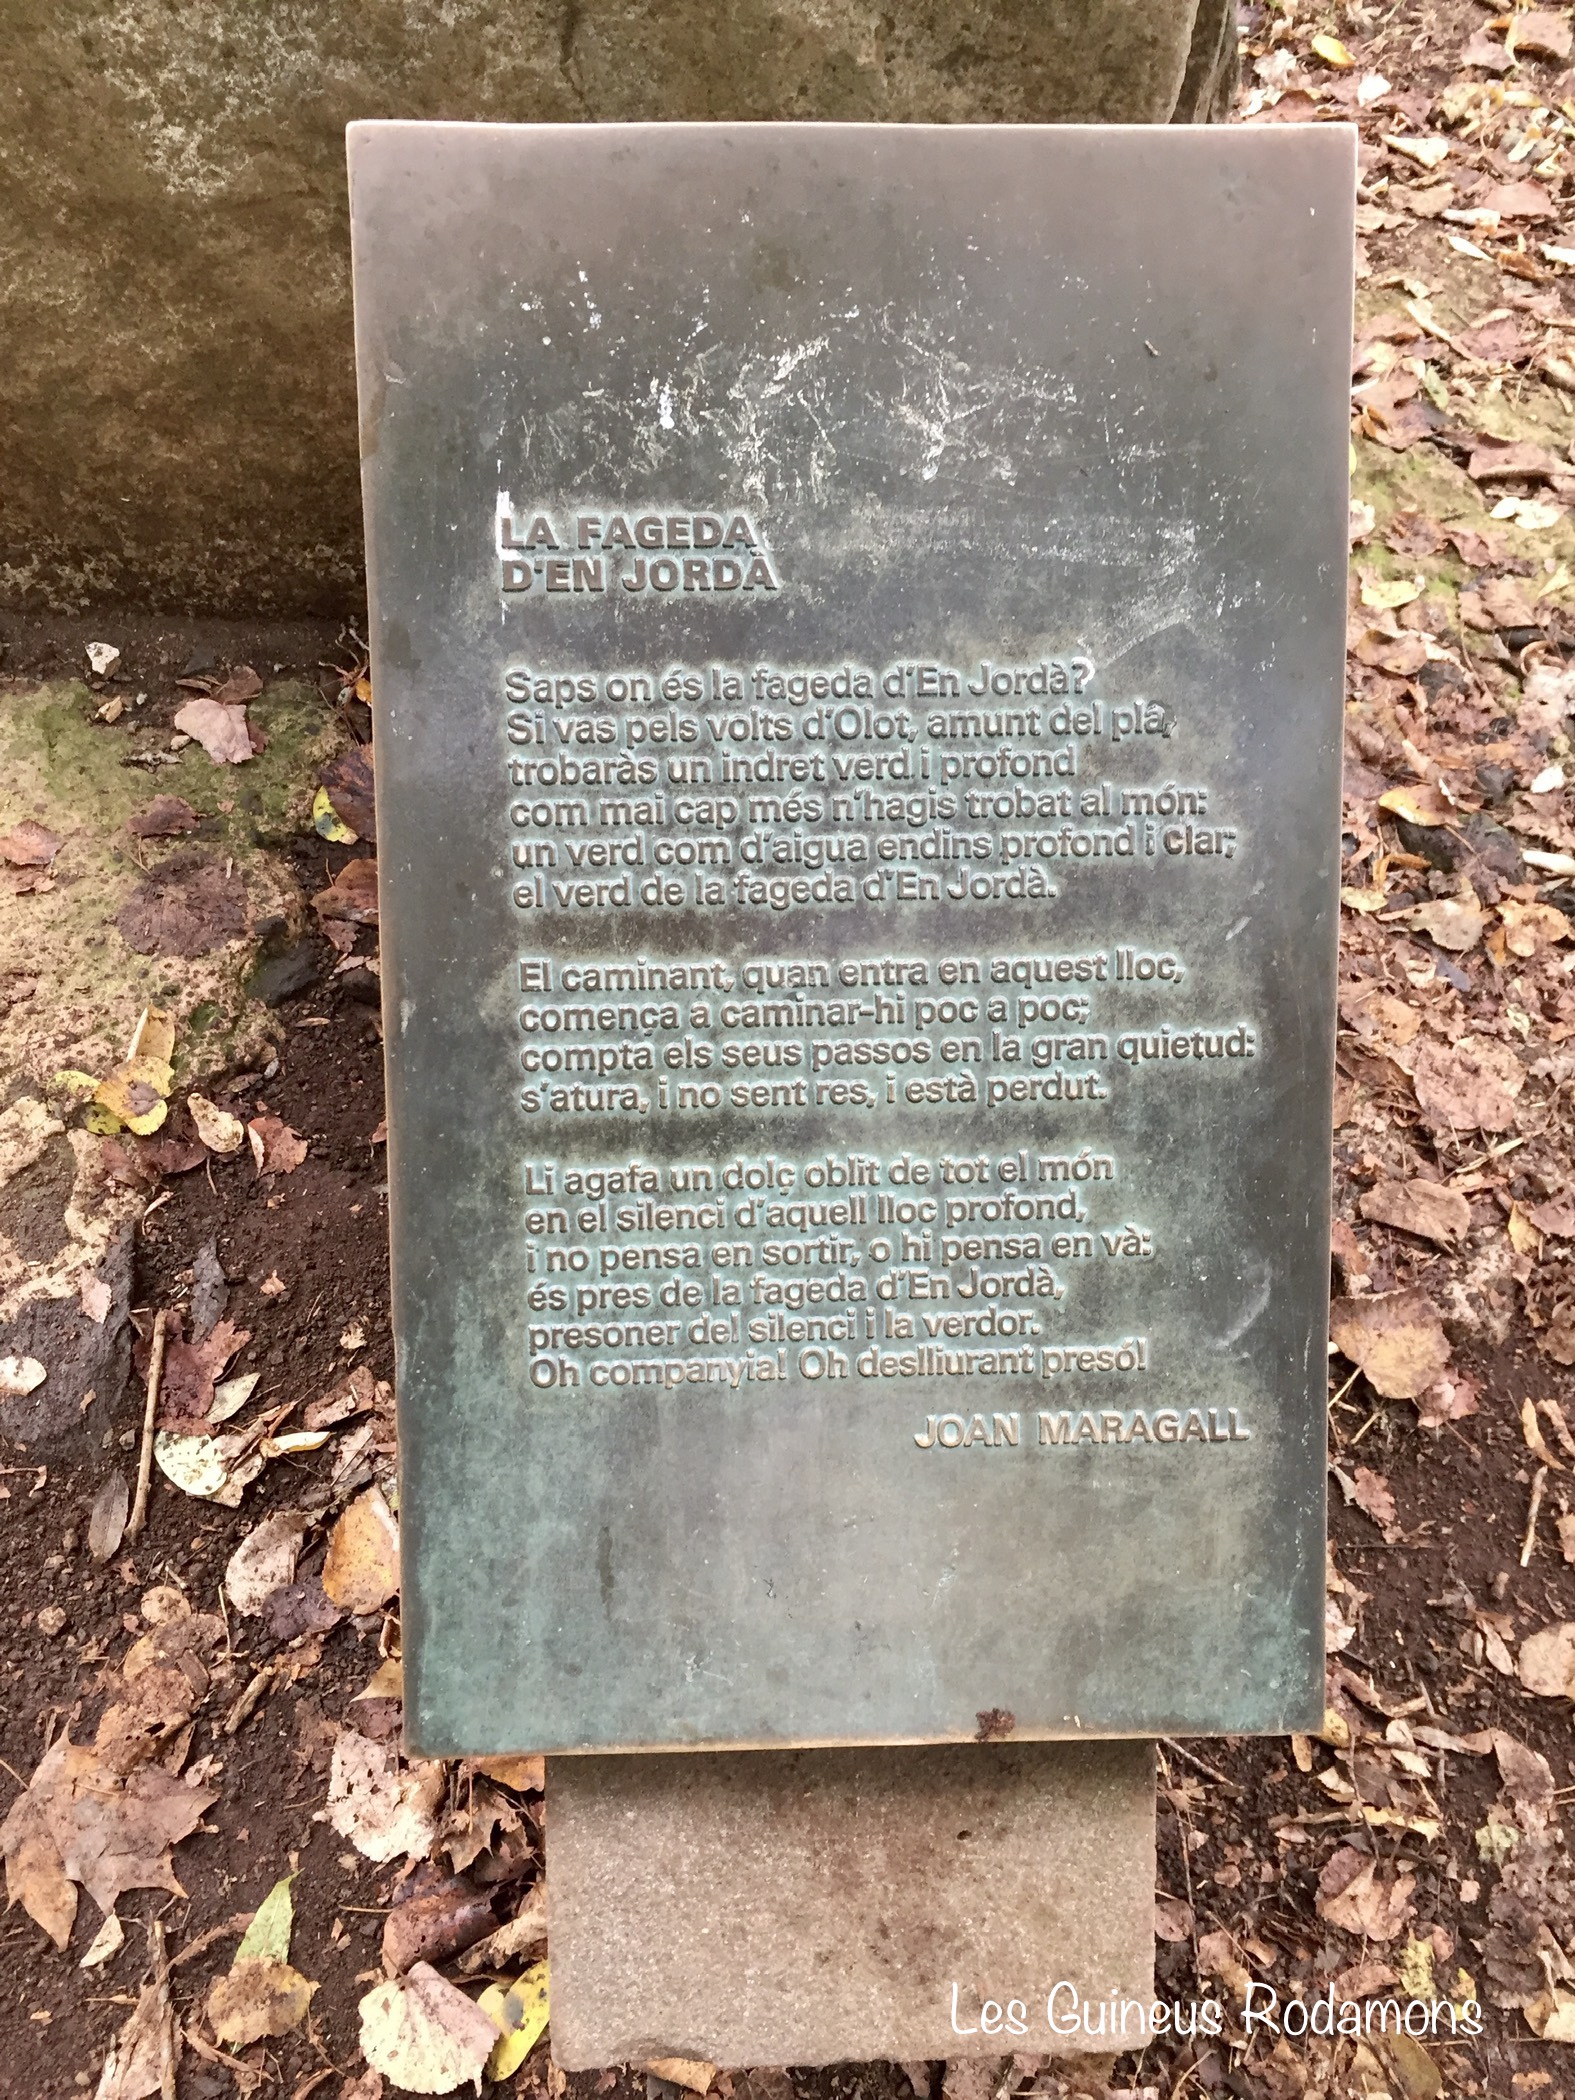 LA FAGEDA
D'EN JORDÀ
Saps on és la fageda d'En Jordà?
Si vas pels volts d'Olot, amunt del plà,
trobaràs un indret verd i profond
com mai cap més n'hagis trobat al món:
un verd com d'aigua endins profond i clar;
el verd de la fageda d'En Jordà.
El caminant, quan entra en aquest lloc,
comença a caminar-hi poc a poc;
compta els seus passos en la gran quietud:
s'atura, i no sent res, i està perdut.
Li agafa un dolç oblit de tot el món
en el silenci d'aquell lloc profond,
i no pensa en sortir, o hi pensa en và:
és pres de la fageda d'En Jordà,
presoner del silenci i la verdor.
Oh companyia! Oh deslliurant presó!
JOAN MARAGALL
Les Guineus Rodamons